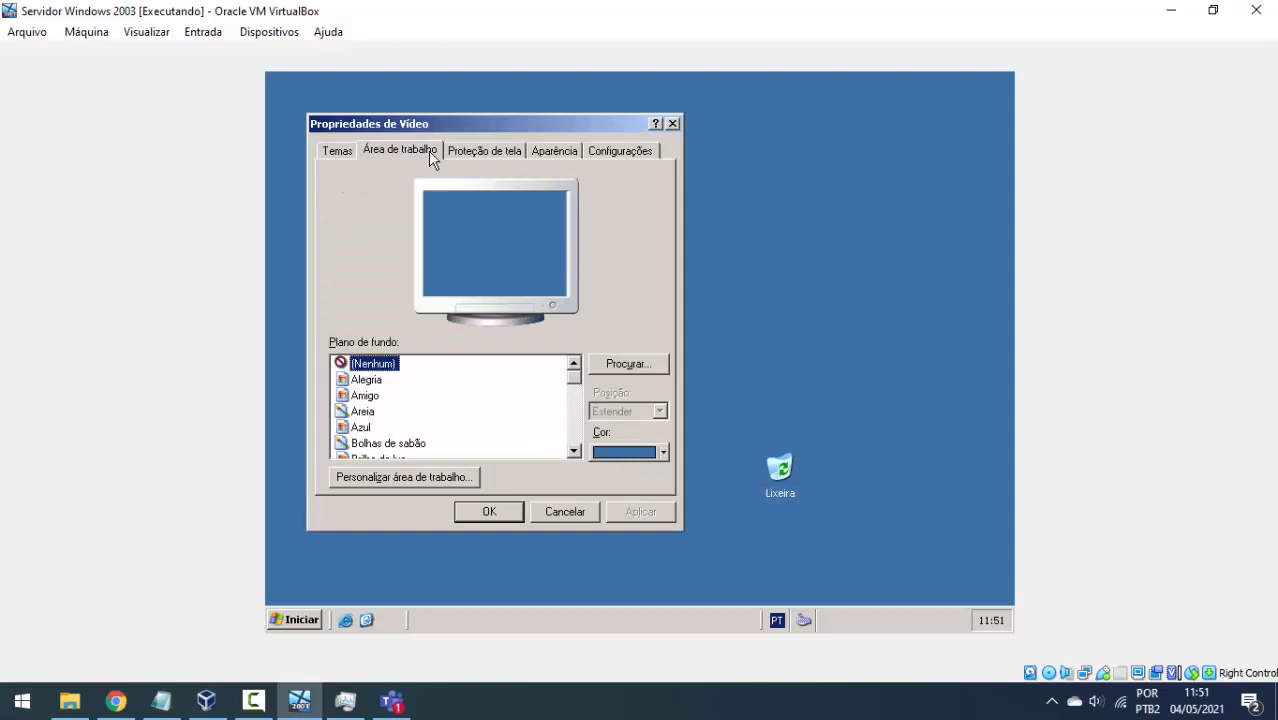 Servidor Windows 2003 [Executando] - Oracle VM VirtualBox
Arquivo Máquina Visualizar Entrada Dispositivos Ajuda
Propriedades de Vídeo
Temas Área de trabalho Proteção de tela Aparência Configurações
Plano de fundo:
(Nenhum)
Procurar...
Alegria
Amigo
Posição:
Areia
Estender
Azul
Cor:
Bolhas de sabão
Personalizar área de trabalho...
OK Cancelar Aplicar
Lixeira
Iniciar
PT
11:51
Right Control
2003
1
POR
PTB2
11:51
04/05/2021
2